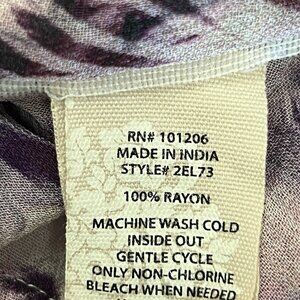 RN# 101206
MADE IN INDIA
STYLE# 2EL73
100% RAYON
MACHINE WASH COLD
INSIDE OUT
GENTLE CYCLE
ONLY NON-CHLORINE
BLEACH WHEN NEEDED